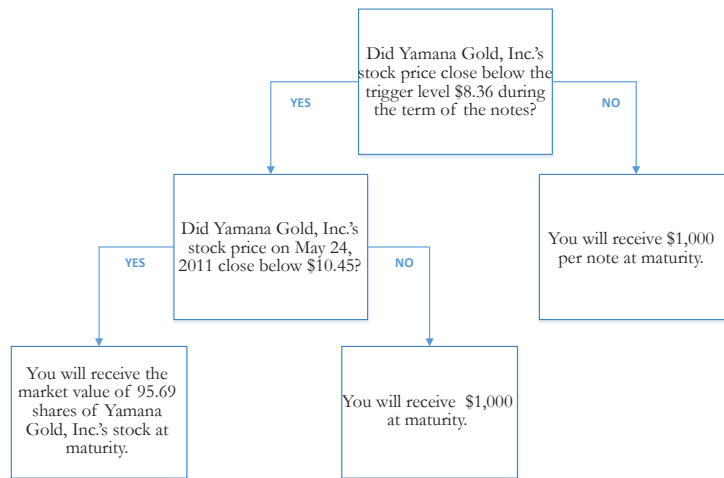 Did Yamana Gold, Inc.'s
stock price close below the
trigger level $8.36 during
the term of the notes?
YES
NO
Did Yamana Gold, Inc.'s
stock price on May 24,
2011 close below $10.45?
You will receive $1,000
per note at maturity.
YES
NO
You will receive the
market value of 95.69
shares of Yamana
Gold, Inc.'s stock at
maturity.
You will receive $1,000
at maturity.